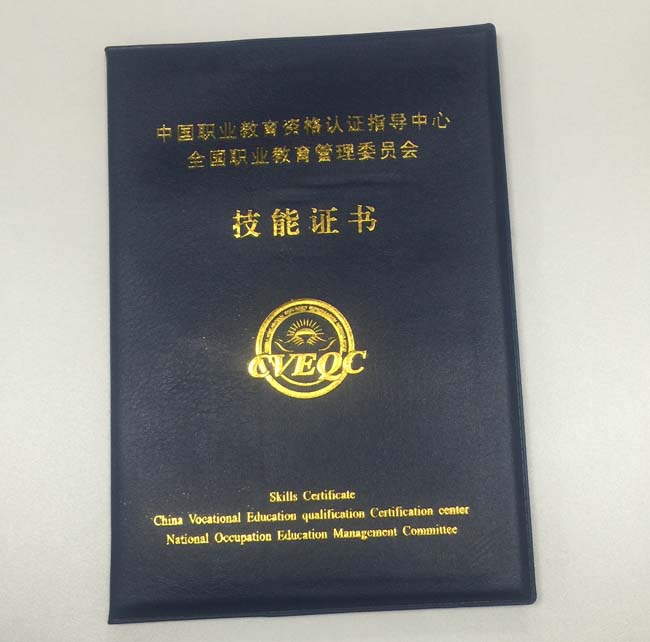 中国职业教育资格认证指导中心
全国职业教育管理委员会
技能证书
CVEQC
Skills Certificate
China Vocational Education qualification Certification center
National Occupation Education Management Committee